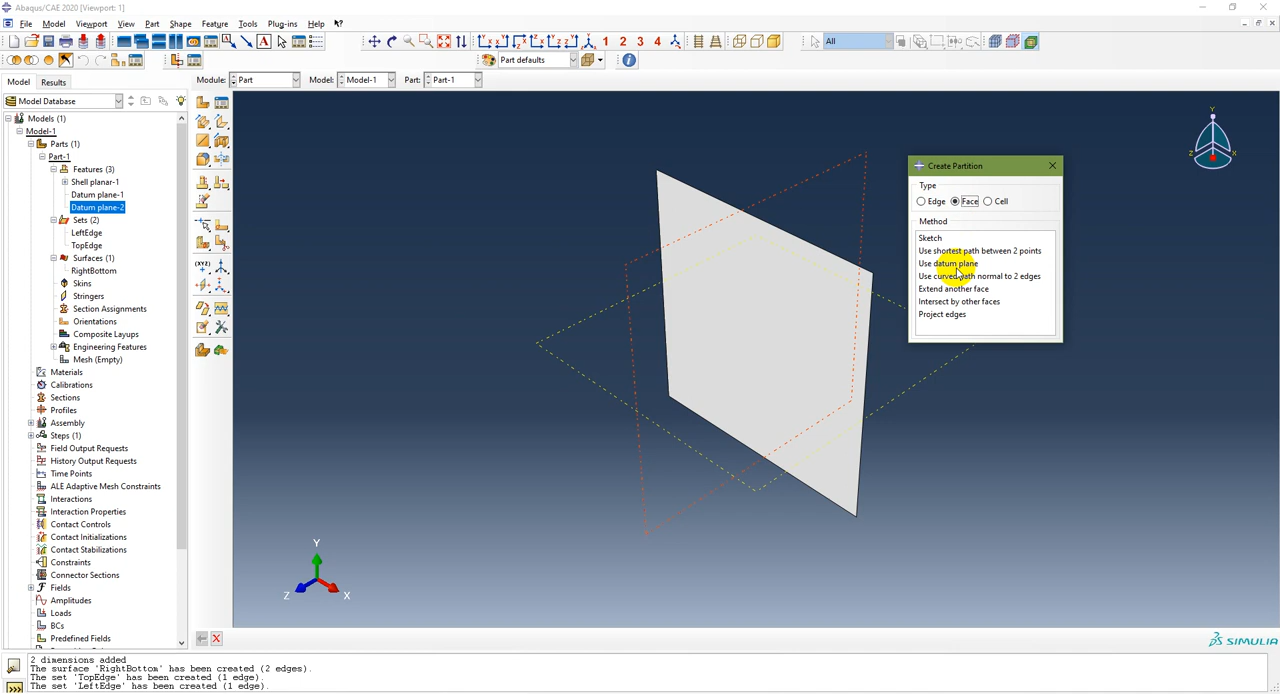 Abaqus/CAE 2020 [Viewport: 1]
File Model Viewport View Part Shape Feature Tools Plug-ins Help
1 2 3 4 All
Part defaults
Model Results Module: Part Model: Model-1 Part: Part-1
Model Database
Models (1)
Model-1
Parts (1)
Part-1
Features (3)
Shell planar-1
Datum plane-1
Datum plane-2
Sets (2)
LeftEdge
TopEdge
Surfaces (1)
RightBottom
Skins
Stringers
Section Assignments
Orientations
Composite Layups
Engineering Features
Mesh (Empty)
Materials
Calibrations
Sections
Profiles
Assembly
Steps (1)
Field Output Requests
History Output Requests
Time Points
ALE Adaptive Mesh Constraints
Interactions
Interaction Properties
Contact Controls
Contact Initializations
Contact Stabilizations
Constraints
Connector Sections
Fields
Amplitudes
Loads
BCs
Predefined Fields
(XYZ)
Y
Z X
Create Partition
Type
Edge Face Cell
Method
Sketch
Use shortest path between 2 points
Use datum plane
Use curved path normal to 2 edges
Extend another face
Intersect by other faces
Project edges
Y
Z X
SIMULIA
2 dimensions added
The surface 'RightBottom' has been created (2 edges).
The set 'TopEdge' has been created (1 edge).
The set 'LeftEdge' has been created (1 edge).
>>>